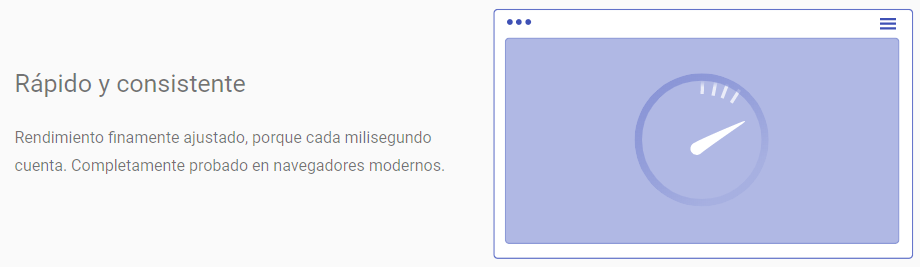 Rápido y consistente
Rendimiento finamente ajustado, porque cada milisegundo
cuenta. Completamente probado en navegadores modernos.